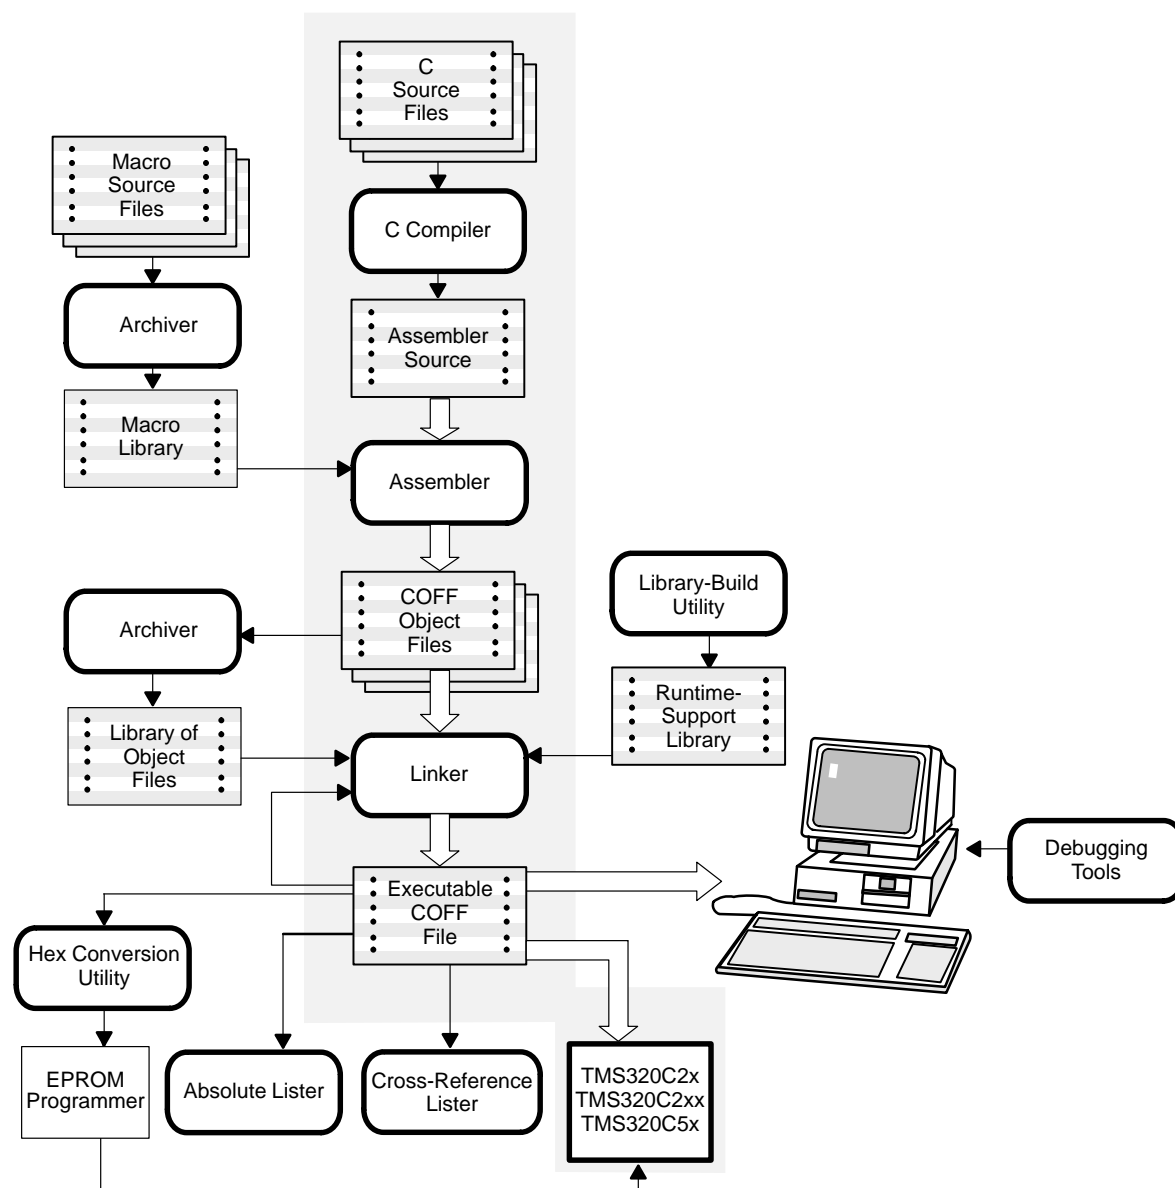 C
Source
Files
Macro
Source
Files
C Compiler
Archiver
Assembler
Source
Macro
Library
Assembler
COFF
Object
Files
Library-Build
Utility
Archiver
Runtime-
Support
Library
Library of
Object
Files
Linker
Debugging
Tools
Executable
COFF
File
Hex Conversion
Utility
EPROM
Programmer
Absolute Lister
Cross-Reference
Lister
TMS320C2x
TMS320C2xx
TMS320C5x